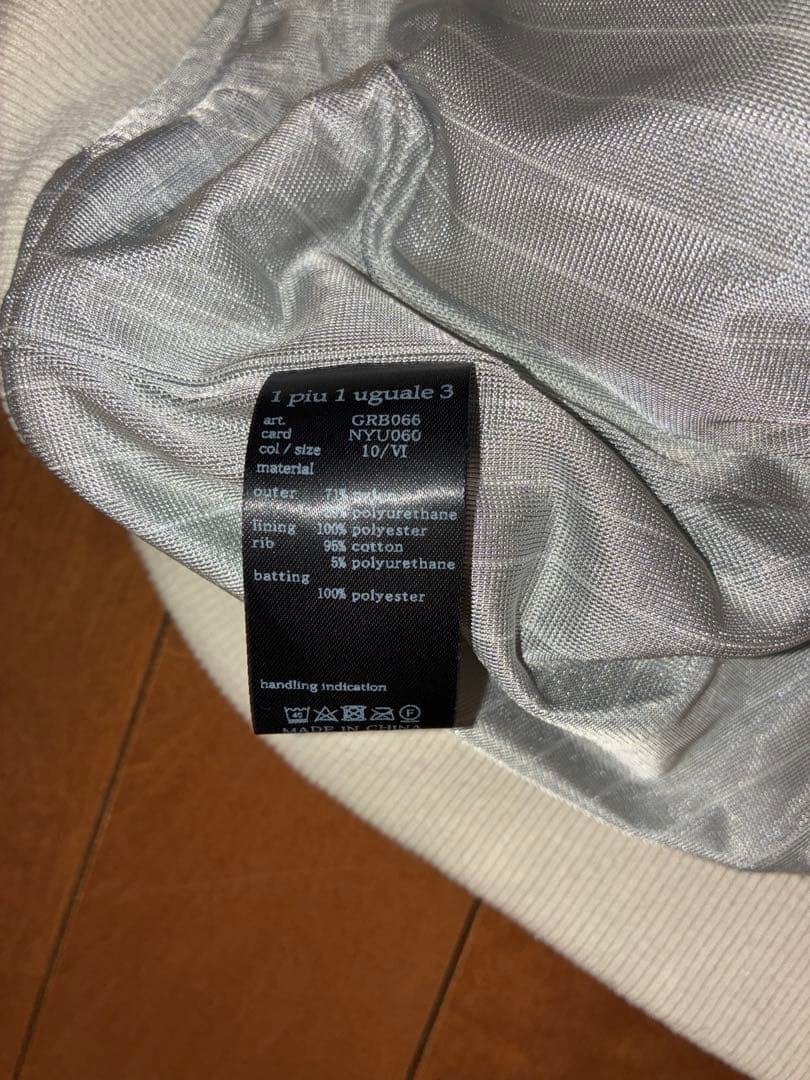 1 piu 1 uguale 3
art. GRB066
card NYU060
col / size 10/VI
material
outer
polyurethane
lining 100% polyester
rib 95% cotton
5% polyurethane
batting
100% polyester
handling indication
40 F
MADE IN CHINA